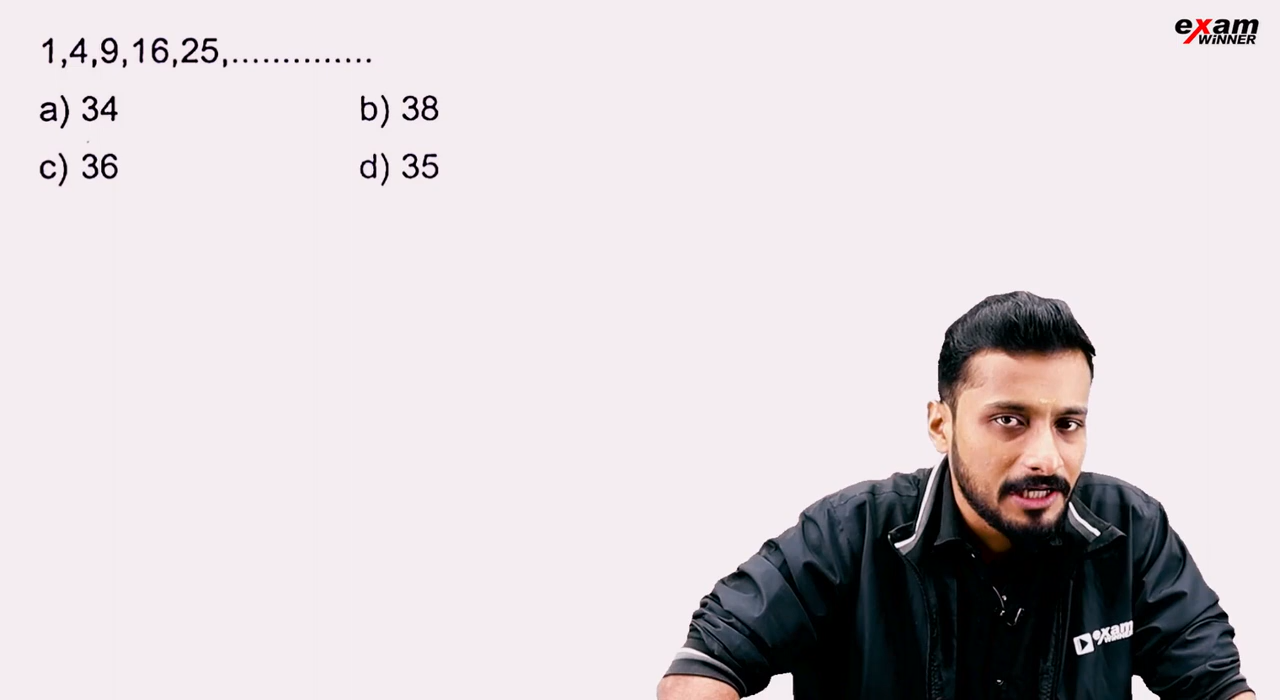 exam
WiNNER
1,4,9,16,25,..............
a) 34 b) 38
c) 36 d) 35
exam